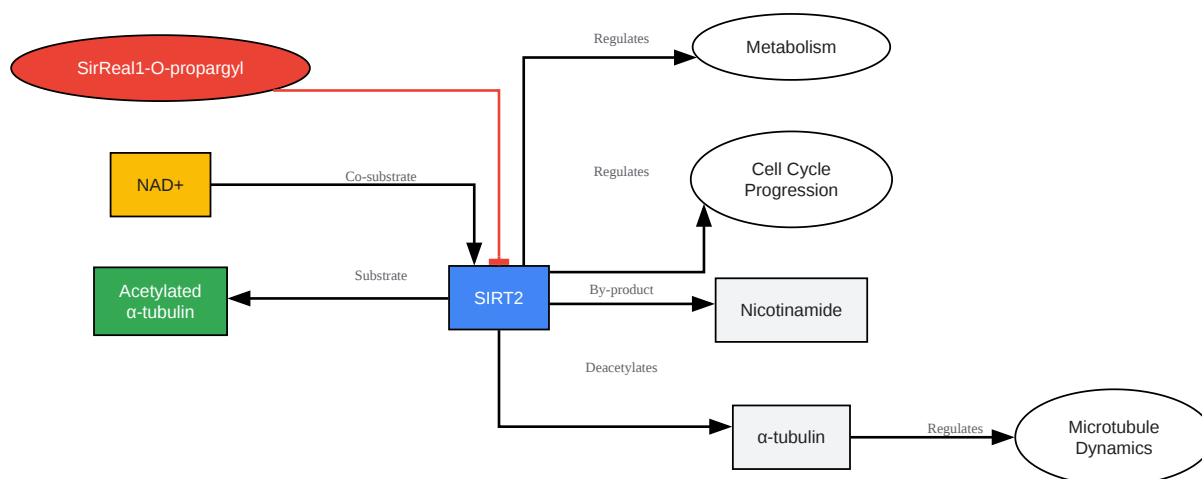 Regulates
Metabolism
SirReal1-O-propargyl
Regulates
Cell Cycle
Progression
NAD+
Co-substrate
Substrate
Acetylated
α-tubulin
SIRT2
By-product
Nicotinamide
Deacetylates
α-tubulin
Regulates
Microtubule
Dynamics